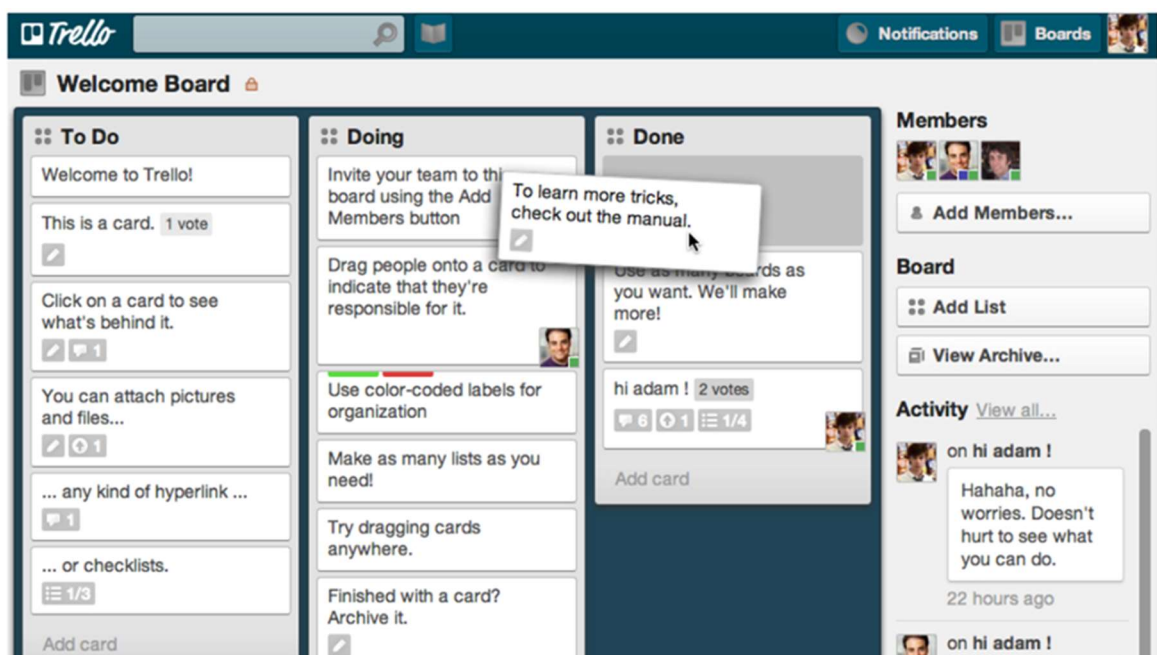 Trello
Notifications
Boards
Welcome Board
To Do
Welcome to Trello!
This is a card. 1 vote
Click on a card to see
what's behind it.
1
You can attach pictures
and files...
1
... any kind of hyperlink ...
1
... or checklists.
1/3
Add card
Doing
Invite your team to this
board using the Add
Members button
Drag people onto a card to
indicate that they're
responsible for it.
Use color-coded labels for
organization
Make as many lists as you
need!
Try dragging cards
anywhere.
Finished with a card?
Archive it.
Done
To learn more tricks,
check out the manual.
Use as many boards as
you want. We'll make
more!
hi adam ! 2 votes
6 1 1/4
Add card
Members
Add Members...
Board
Add List
View Archive...
Activity View all...
on hi adam !
Hahaha, no
worries. Doesn't
hurt to see what
you can do.
22 hours ago
on hi adam !